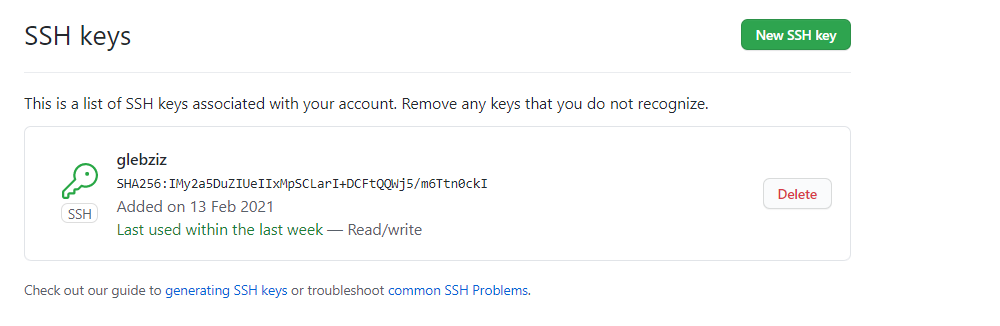 SSH keys
New SSH key
This is a list of SSH keys associated with your account. Remove any keys that you do not recognize.
glebziz
SHA256:IMy2a5DuZIUeIIxMpSCLarI+DCFtQQWj5/m6Ttn0ckI
SSH
Added on 13 Feb 2021
Last used within the last week — Read/write
Delete
Check out our guide to generating SSH keys or troubleshoot common SSH Problems.